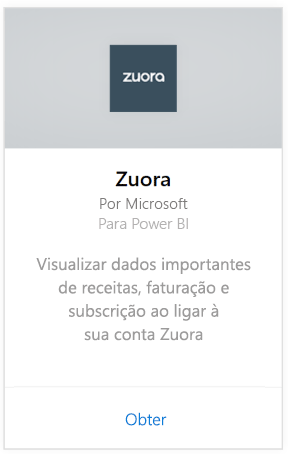 zuora
Zuora
Por Microsoft
Para Power BI
Visualizar dados importantes
de receitas, faturação e
subscrição ao ligar à
sua conta Zuora
Obter